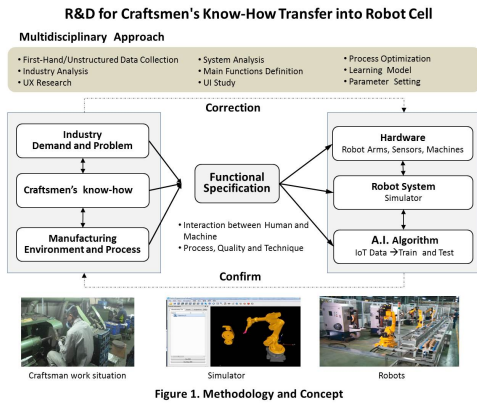 R&D for Craftsmen's Know-How Transfer into Robot Cell
Multidisciplinary Approach
• First-Hand/Unstructured Data Collection
• Industry Analysis
• UX Research
• System Analysis
• Main Functions Definition
• UI Study
• Process Optimization
• Learning Model
• Parameter Setting
Correction
Industry
Demand and Problem
Craftsmen's know-how
Manufacturing
Environment and Process
Functional
Specification
• Interaction between Human and
Machine
• Process, Quality and Technique
Hardware
Robot Arms, Sensors, Machines
Robot System
Simulator
A.I. Algorithm
IoT Data →Train and Test
Confirm
Craftsman work situation
Simulator
Robots
Figure 1. Methodology and Concept